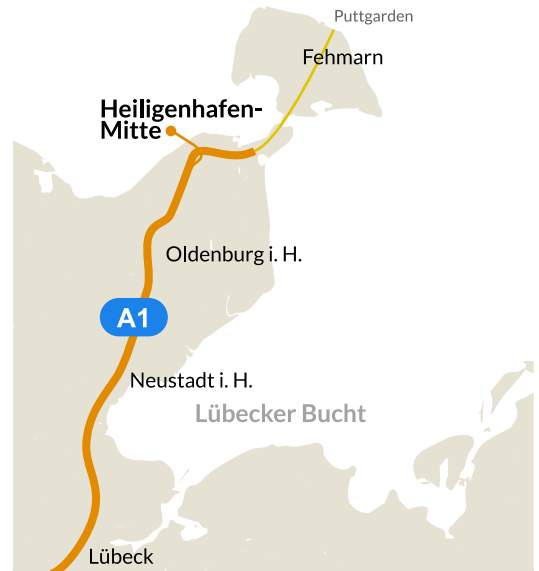 Puttgarden
Fehmarn
Heiligenhafen-
Mitte
Oldenburg i. H.
A1
Neustadt i. H.
Lübecker Bucht
Lübeck